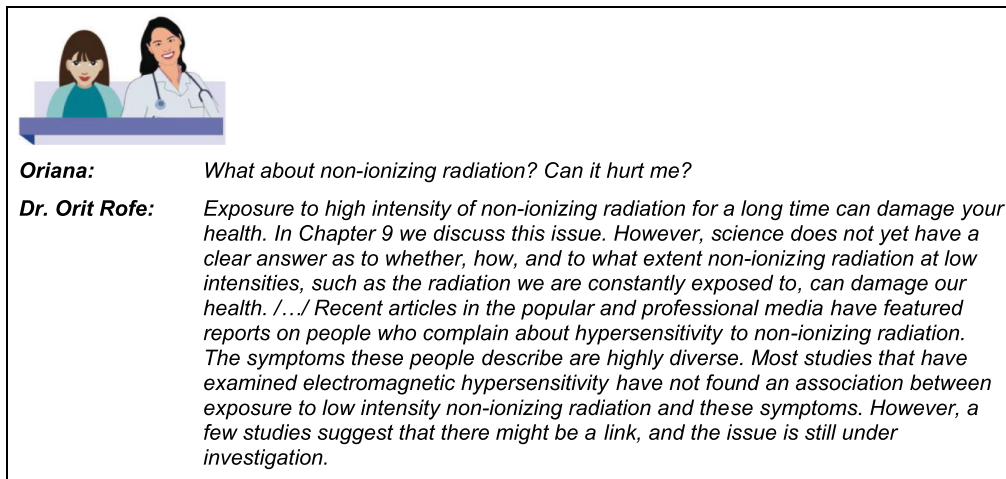 Oriana: What about non-ionizing radiation? Can it hurt me?
Dr. Orit Rofe: Exposure to high intensity of non-ionizing radiation for a long time can damage your
health. In Chapter 9 we discuss this issue. However, science does not yet have a
clear answer as to whether, how, and to what extent non-ionizing radiation at low
intensities, such as the radiation we are constantly exposed to, can damage our
health. /…/ Recent articles in the popular and professional media have featured
reports on people who complain about hypersensitivity to non-ionizing radiation.
The symptoms these people describe are highly diverse. Most studies that have
examined electromagnetic hypersensitivity have not found an association between
exposure to low intensity non-ionizing radiation and these symptoms. However, a
few studies suggest that there might be a link, and the issue is still under
investigation.